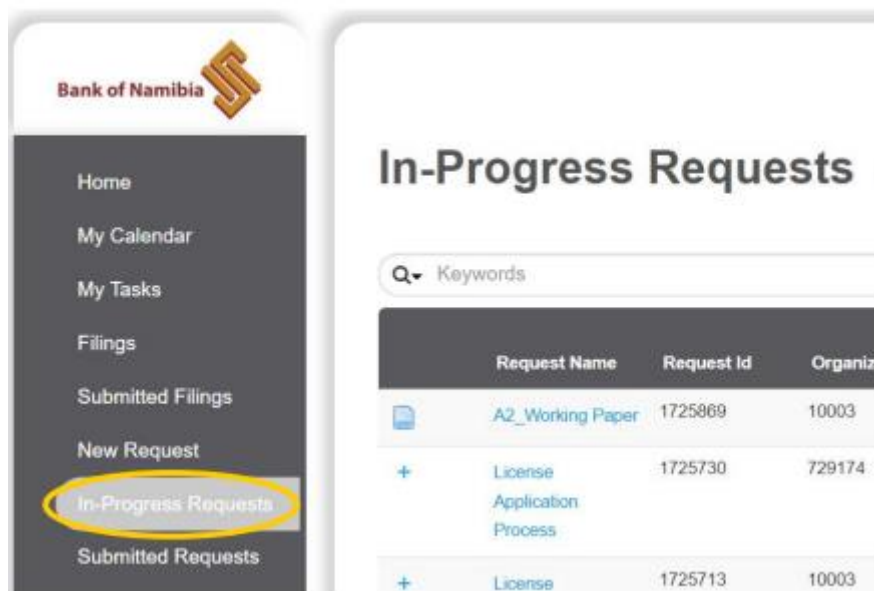 Bank of Namibia
Home
My Calendar
My Tasks
Filings
Submitted Filings
New Request
In-Progress Requests
Submitted Requests
In-Progress Requests
Keywords
Request Name Request Id Organiz
A2_Working Paper 1725869 10003
License 1725730 729174
Application
Process
License 1725713 10003